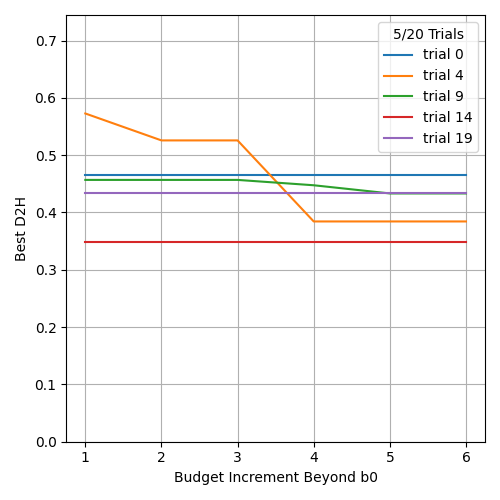 5/20 Trials
trial 0
trial 4
trial 9
trial 14
trial 19
0.7
0.6
0.5
0.4
0.3
0.2
0.1
0.0
Best D2H
1 2 3 4 5 6
Budget Increment Beyond b0